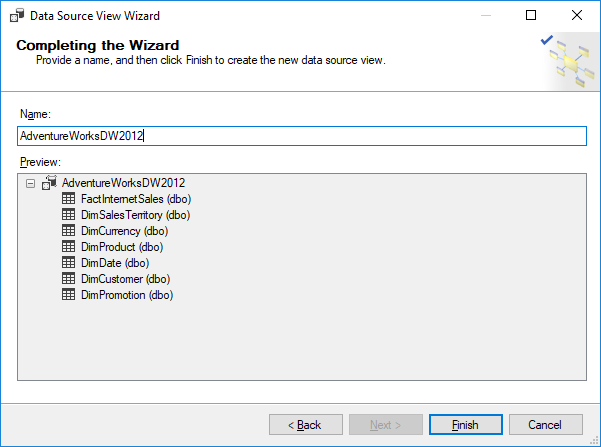 Data Source View Wizard
Completing the Wizard
Provide a name, and then click Finish to create the new data source view.
Name:
AdventureWorksDW2012
Preview:
AdventureWorksDW2012
FactInternetSales (dbo)
DimSalesTerritory (dbo)
DimCurrency (dbo)
DimProduct (dbo)
DimDate (dbo)
DimCustomer (dbo)
DimPromotion (dbo)
< Back Next > Finish Cancel